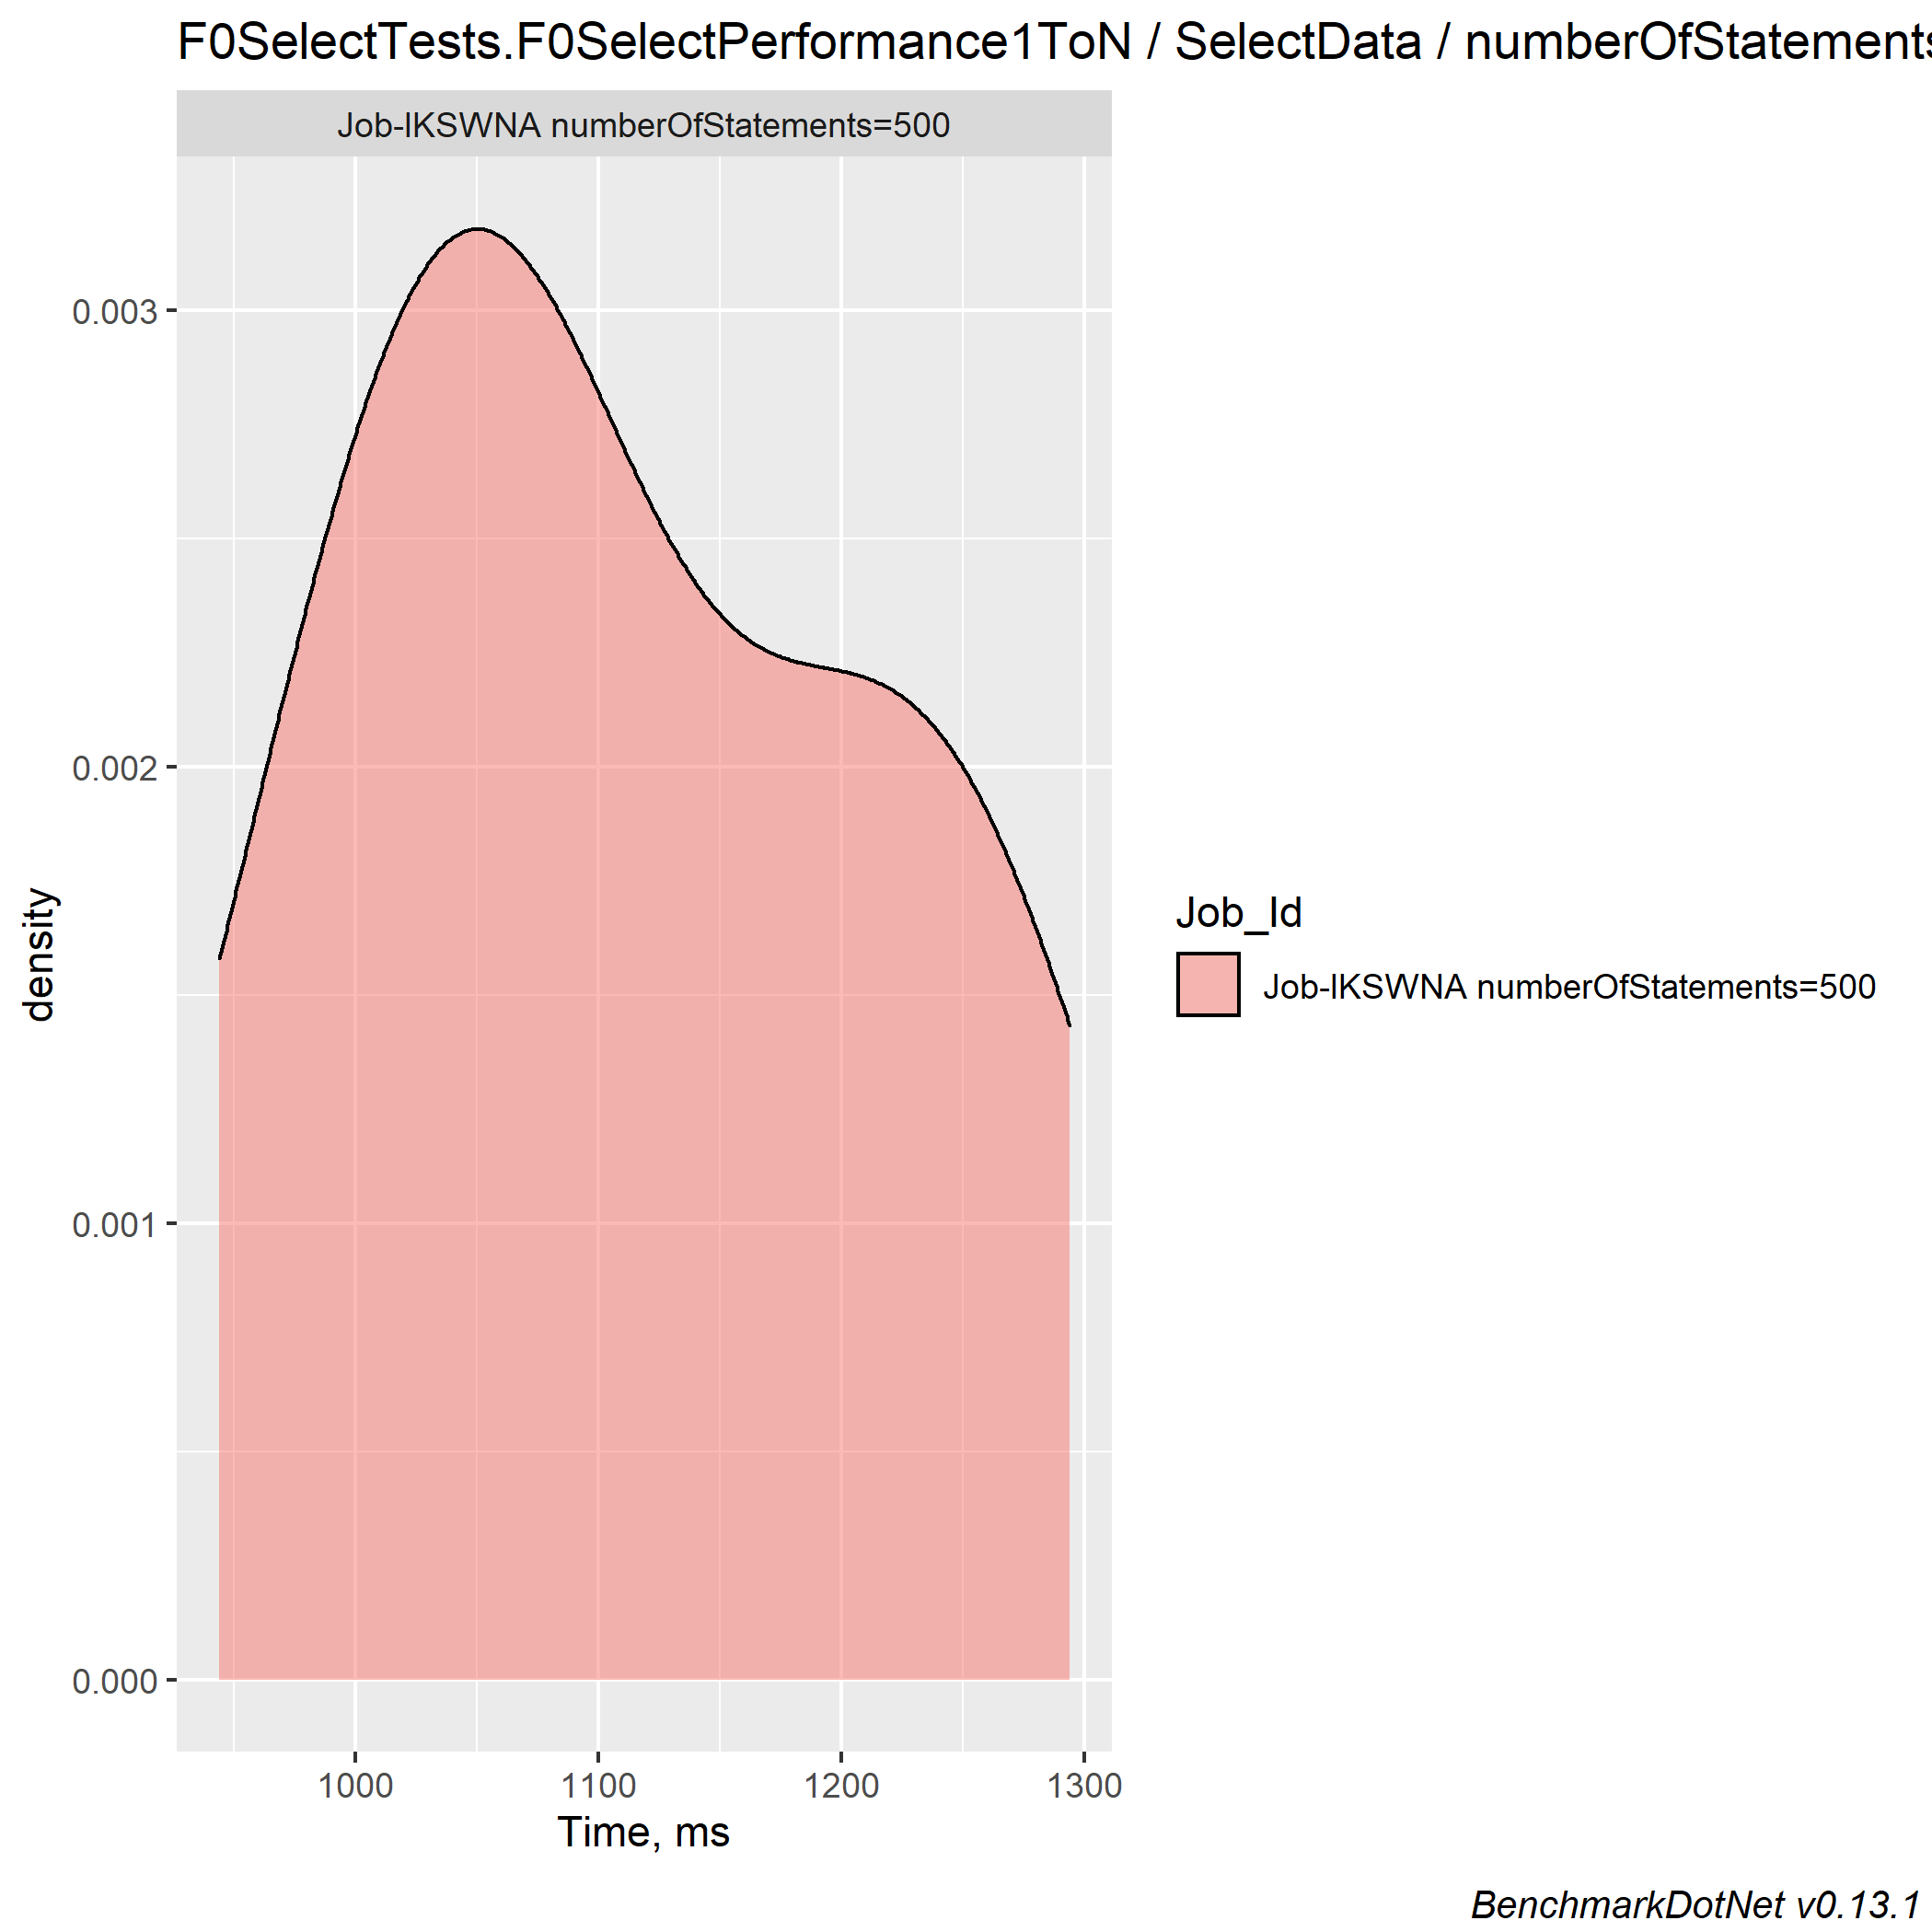 F0SelectTests.F0SelectPerformance1ToN / SelectData / numberOfStatements
Job-IKSWNA numberOfStatements=500
0.003
0.002
0.001
0.000
density
1000 1100 1200 1300
Time, ms
Job_Id
Job-IKSWNA numberOfStatements=500
BenchmarkDotNet v0.13.1